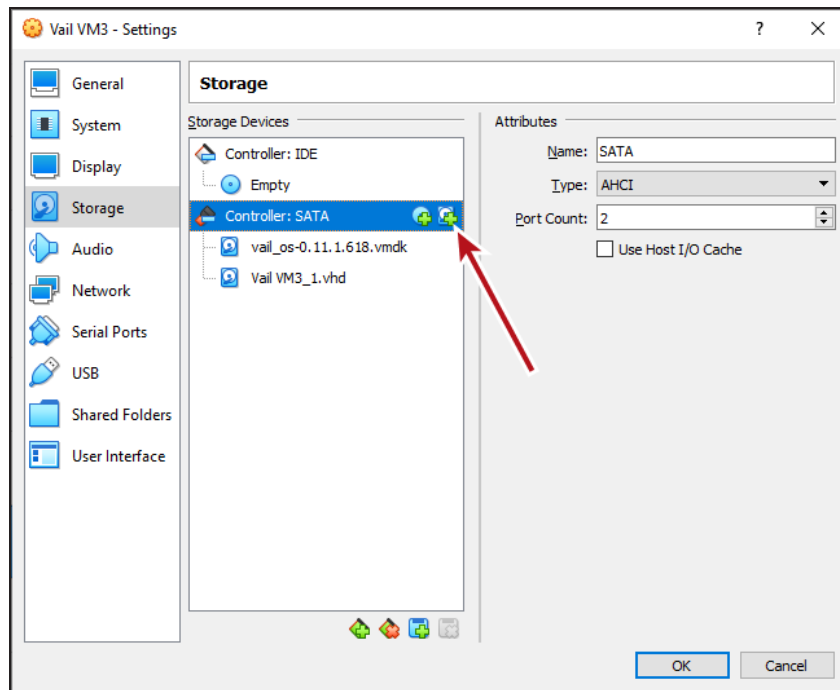 Vail VM3 - Settings
?
General
System
Display
Storage
Audio
Network
Serial Ports
USB
Shared Folders
User Interface
Storage
Storage Devices
Controller: IDE
Empty
Controller: SATA
vail_os-0.11.1.618.vmdk
Vail VM3_1.vhd
Attributes
Name: SATA
Type: AHCI
Port Count: 2
Use Host I/O Cache
OK
Cancel